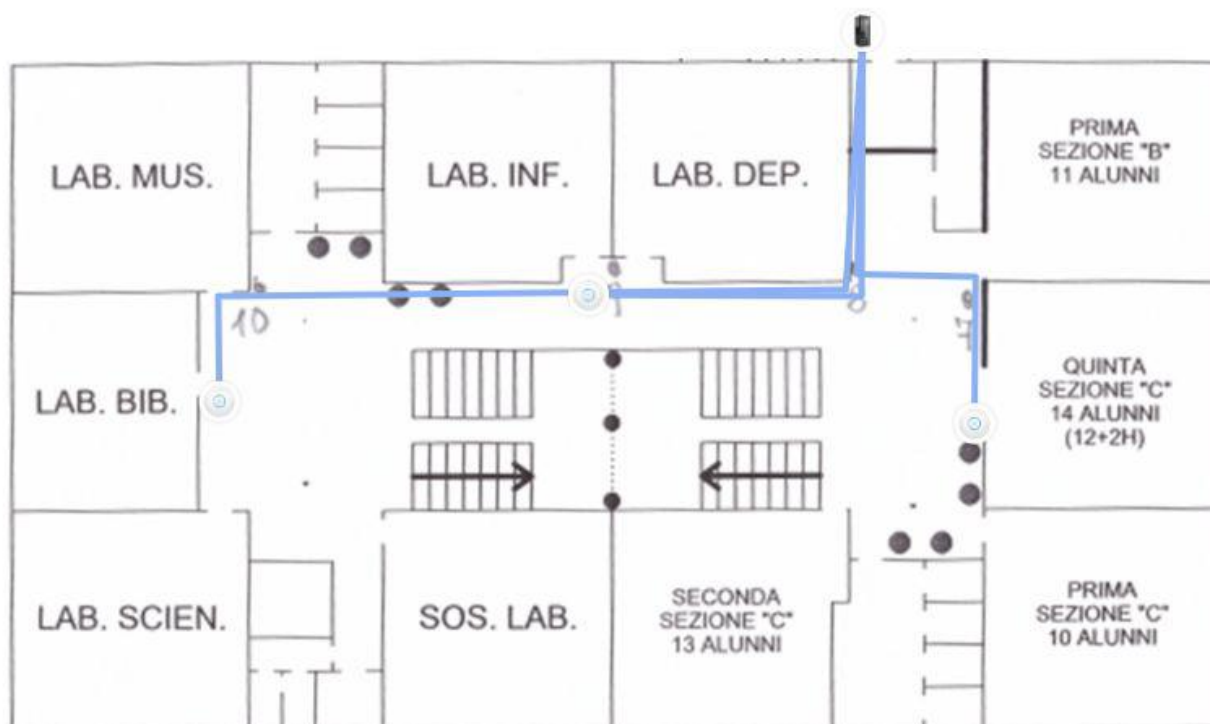 LAB. MUS.
LAB. INF.
LAB. DEP.
PRIMA
SEZIONE "B"
11 ALUNNI
10
LAB. BIB.
QUINTA
SEZIONE "C"
14 ALUNNI
(12+2H)
LAB. SCIEN.
SOS. LAB.
SECONDA
SEZIONE "C"
13 ALUNNI
PRIMA
SEZIONE "C"
10 ALUNNI